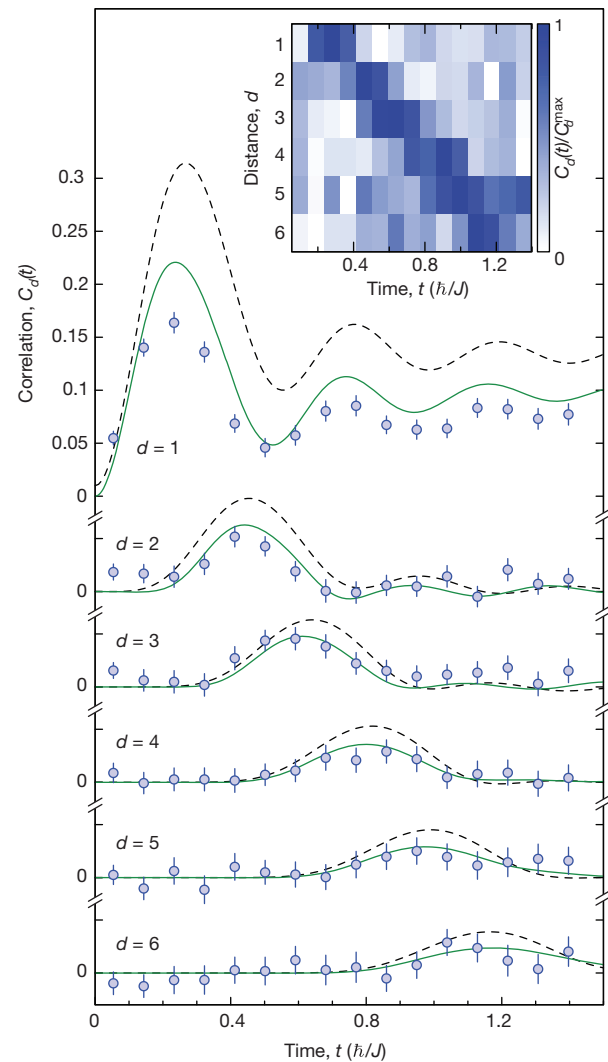 1
2
3
4
5
6
Distance, d
0.4
0.8
1.2
Time, t (ħ/J)
1
0
C_d(t)/C_d^max
0.3
0.25
0.2
0.15
0.1
0.05
0
Correlation, C_d(t)
d = 1
d = 2
0
d = 3
0
d = 4
0
d = 5
0
d = 6
0
0
0.4
0.8
1.2
Time, t (ħ/J)